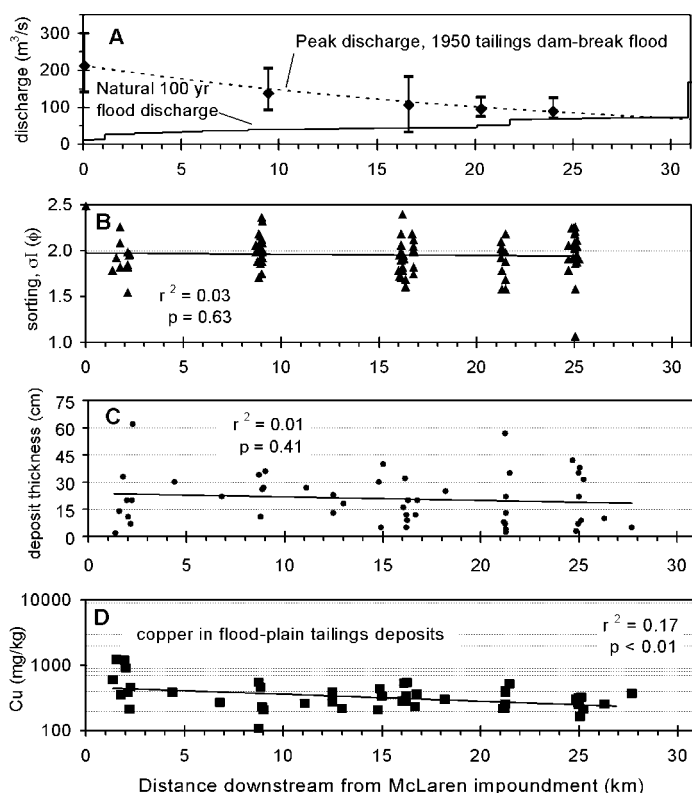 300
200
100
0
discharge (m³/s)
A
Peak discharge, 1950 tailings dam-break flood
Natural 100 yr
flood discharge
0 5 10 15 20 25 30
2.5
2.0
1.5
1.0
sorting, σI (ϕ)
B
r ² = 0.03
p = 0.63
0 5 10 15 20 25 30
75
60
45
30
15
0
deposit thickness (cm)
C
r ² = 0.01
p = 0.41
0 5 10 15 20 25 30
10000
1000
100
Cu (mg/kg)
D
copper in flood-plain tailings deposits
r ² = 0.17
p < 0.01
0 5 10 15 20 25 30
Distance downstream from McLaren impoundment (km)